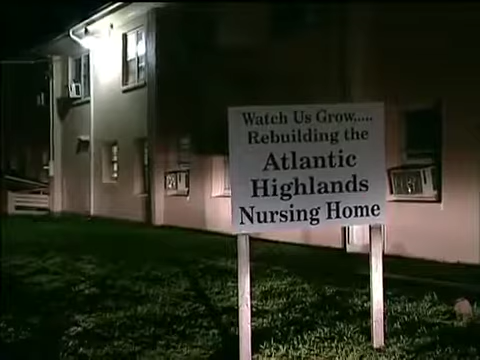 Watch Us Grow.....
Rebuilding the
Atlantic
Highlands
Nursing Home